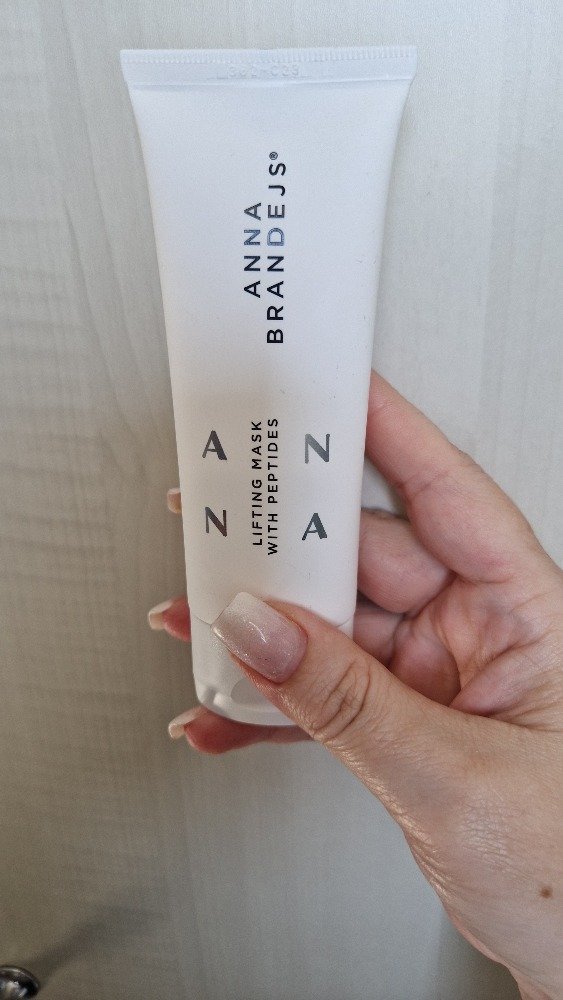 ANNA
BRANDEJS®
A N
LIFTING MASK
WITH PEPTIDES
N A